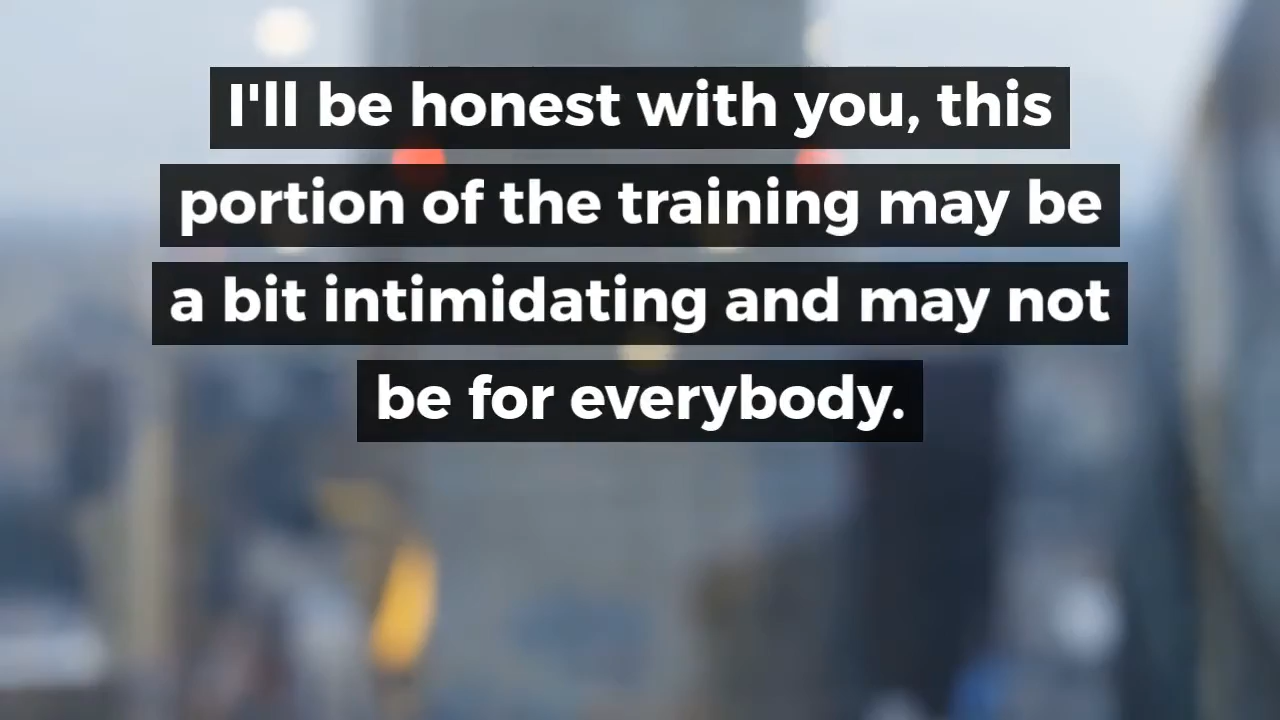 I'll be honest with you, this
portion of the training may be
a bit intimidating and may not
be for everybody.